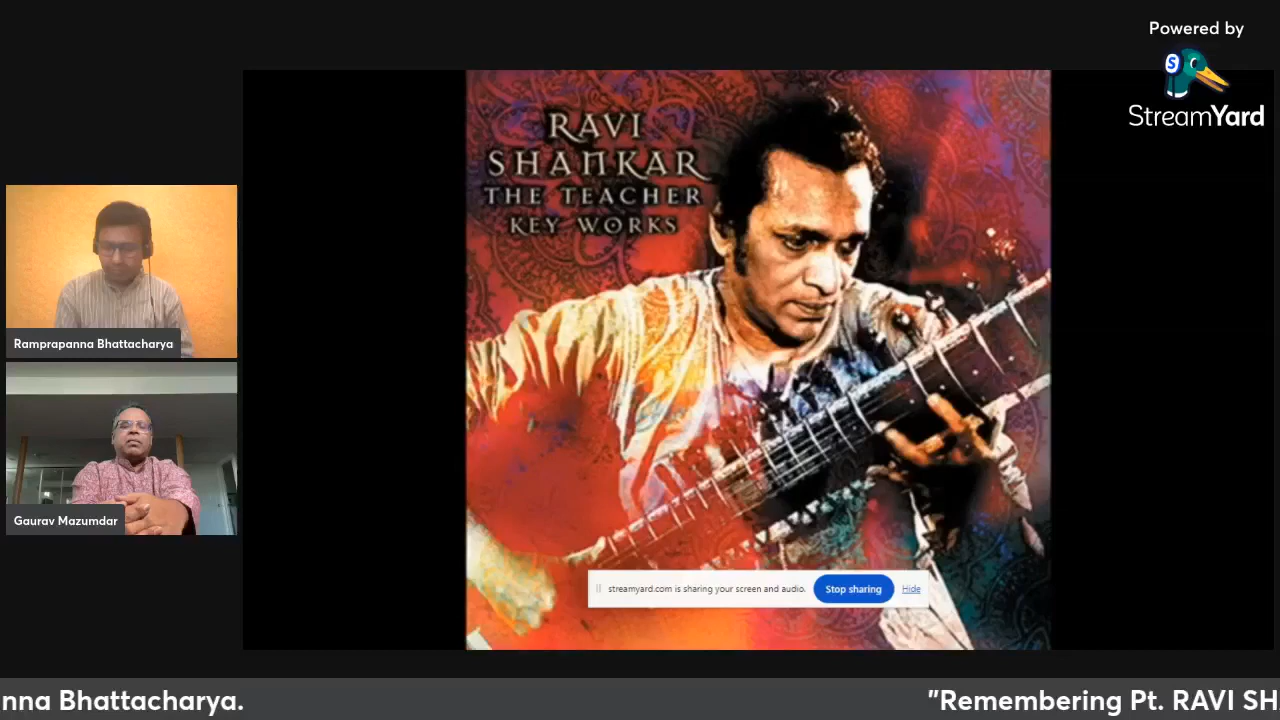 Powered by
StreamYard
RAVI
SHANKAR
THE TEACHER
KEY WORKS
Ramprapanna Bhattacharya
Gaurav Mazumdar
streamyard.com is sharing your screen and audio.
Stop sharing
Hide
nna Bhattacharya.
"Remembering Pt. RAVI SH